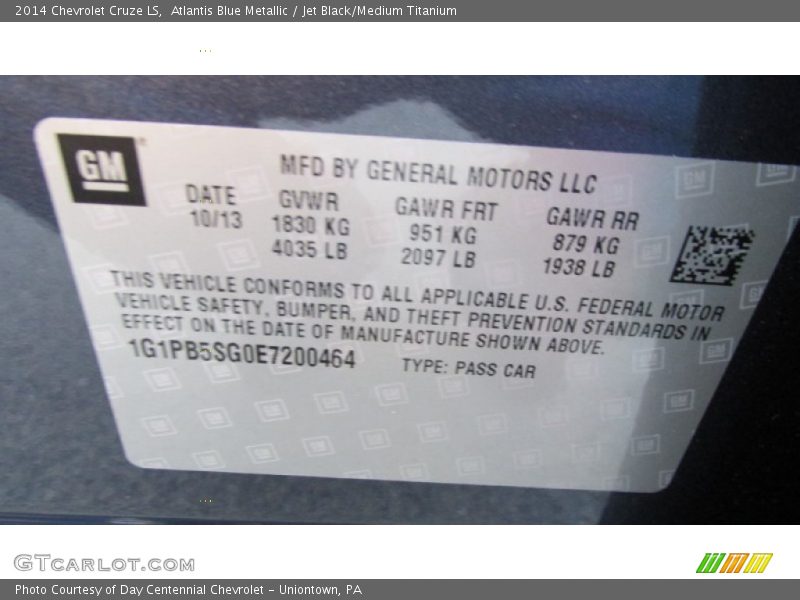 2014 Chevrolet Cruze LS,  Atlantis Blue Metallic / Jet Black/Medium Titanium
GM
MFD BY GENERAL MOTORS LLC
DATE GVWR GAWR FRT GAWR RR
10/13 1830 KG 951 KG 879 KG
4035 LB 2097 LB 1938 LB
THIS VEHICLE CONFORMS TO ALL APPLICABLE U.S. FEDERAL MOTOR
VEHICLE SAFETY, BUMPER, AND THEFT PREVENTION STANDARDS IN
EFFECT ON THE DATE OF MANUFACTURE SHOWN ABOVE.
1G1PB5SG0E7200464 TYPE: PASS CAR
GTCARLOT.COM
Photo Courtesy of Day Centennial Chevrolet - Uniontown, PA